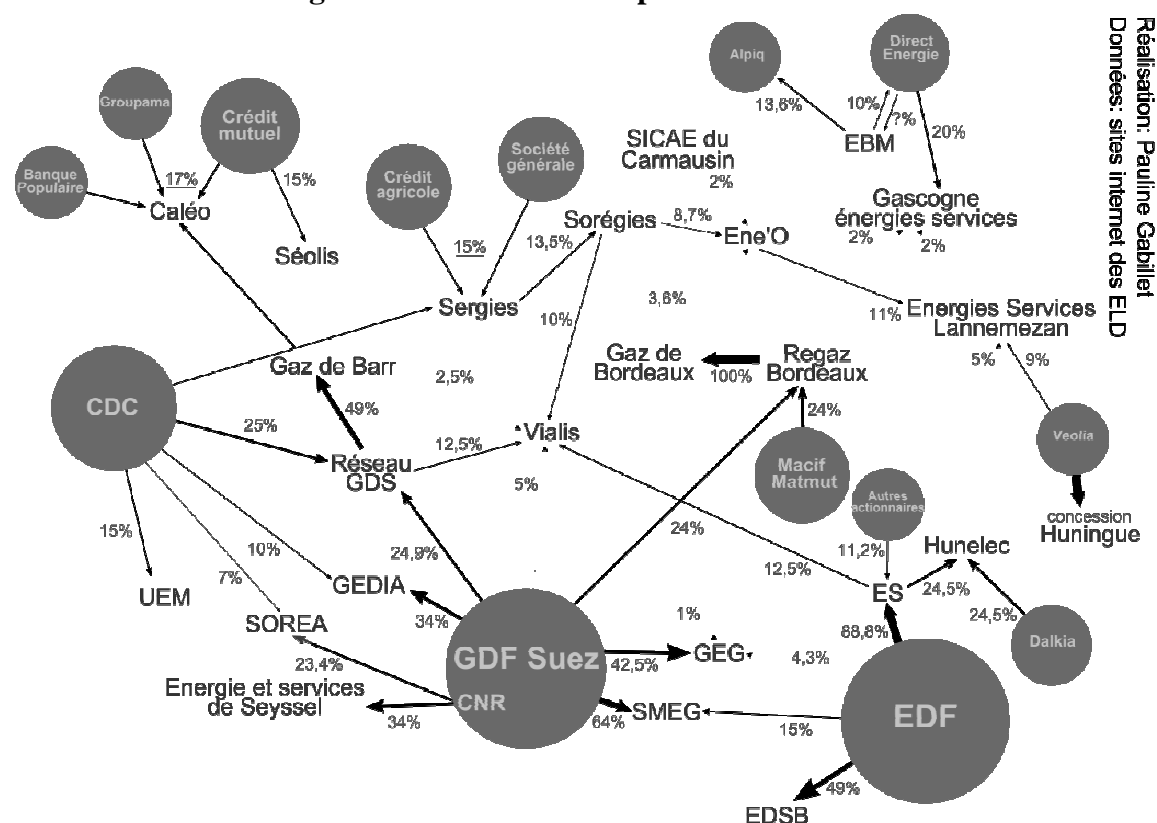 Réalisation: Pauline Gabillet
Données: sites internet des ELD
Alpiq
Direct
Energie
13,6%
10%
?%
20%
EBM
Groupama
Crédit
mutuel
Banque
Populaire
17%
15%
Caléo
Séolis
Crédit
agricole
Société
générale
15%
13,5%
SICAE du
Carmausin
2%
Sorégies
8,7%
Ene'O
Gascogne
énergies services
2%
2%
Sergies
10%
3,6%
11%
Energies Services
Lannemezan
5%
9%
Gaz de Barr
2,5%
Gaz de
Bordeaux
100%
Regaz
Bordeaux
24%
CDC
49%
25%
Réseau
GDS
12,5%
Vialis
5%
Macif
Matmut
Veolia
concession
Huningue
Autres
actionnaires
24%
11,2%
Hunelec
12,5%
ES
24,5%
24,5%
Dalkia
88,8%
15%
10%
7%
24,9%
UEM
GEDIA
34%
SOREA
23,4%
1%
GDF Suez
42,5%
GEG
4,3%
Energie et services
de Seyssel
34%
CNR
64%
SMEG
15%
EDF
49%
EDSB